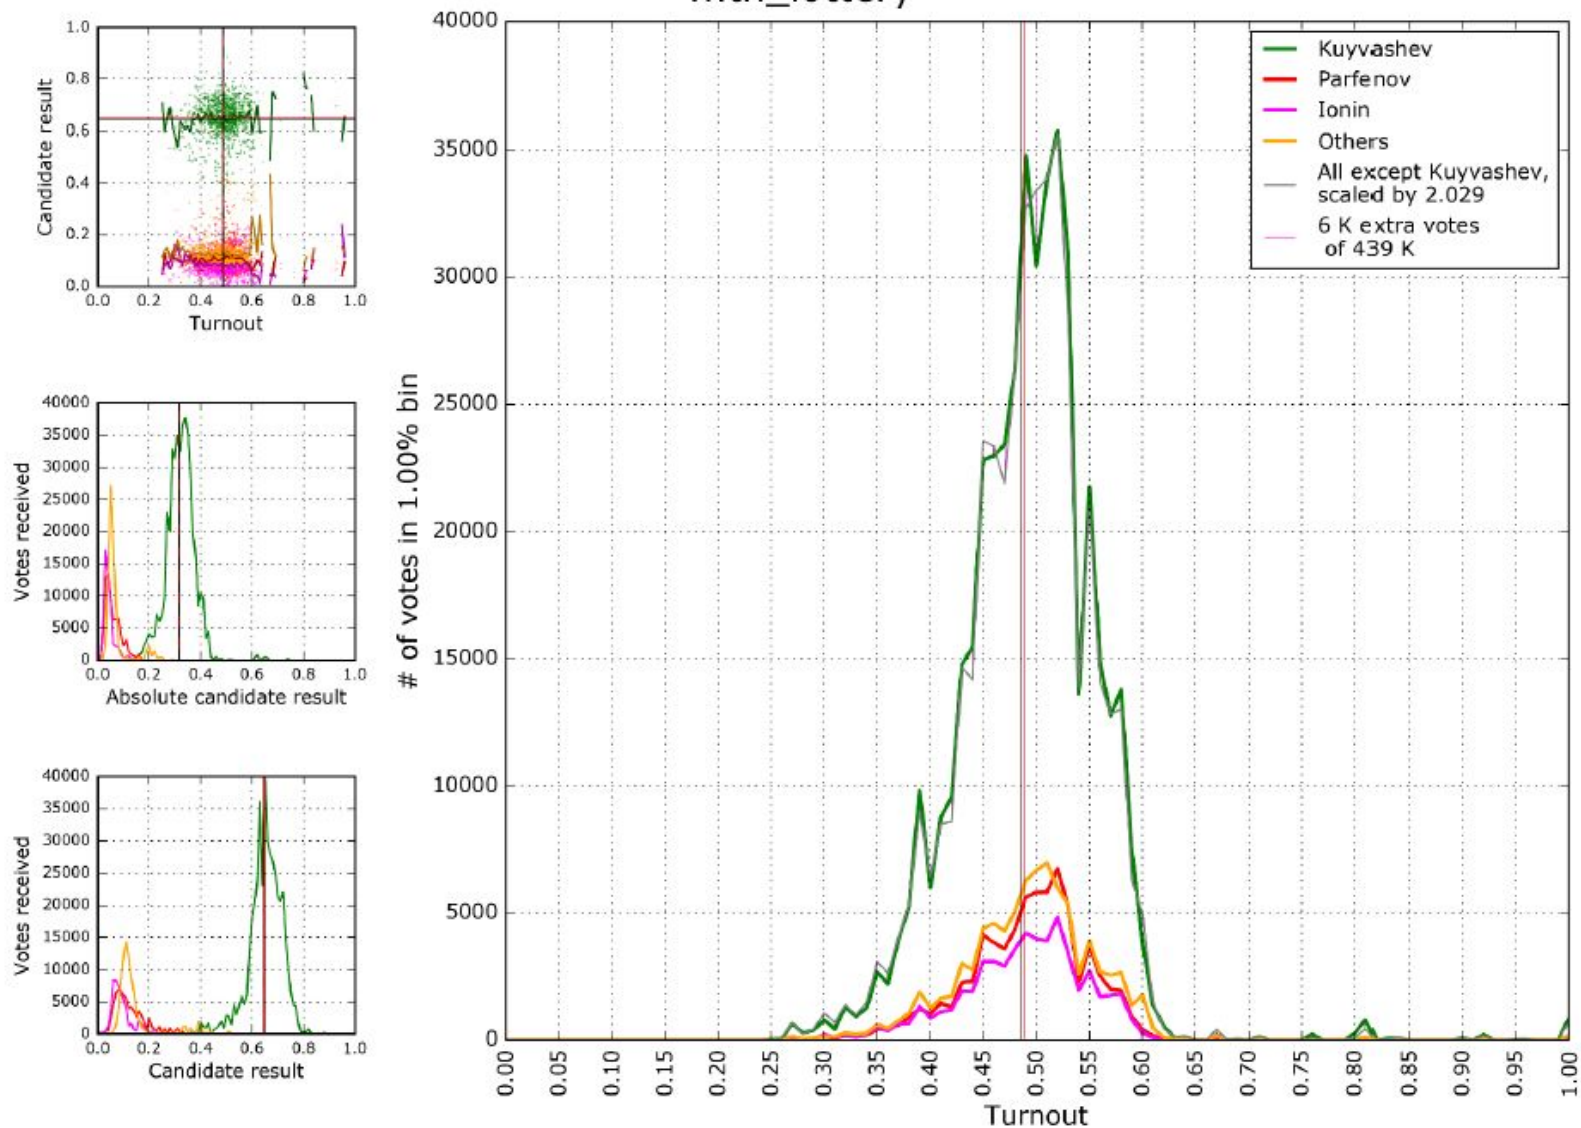 1.0
0.8
0.6
0.4
0.2
0.0
0.0 0.2 0.4 0.6 0.8 1.0
Candidate result
Turnout
40000
35000
30000
25000
20000
15000
10000
5000
0
0.0 0.2 0.4 0.6 0.8 1.0
Votes received
Absolute candidate result
40000
35000
30000
25000
20000
15000
10000
5000
0
0.0 0.2 0.4 0.6 0.8 1.0
Votes received
Candidate result
40000
35000
30000
25000
20000
15000
10000
5000
0
# of votes in 1.00% bin
Kuyvashev
Parfenov
Ionin
Others
All except Kuyvashev,
scaled by 2.029
6 K extra votes
of 439 K
0.00 0.05 0.10 0.15 0.20 0.25 0.30 0.35 0.40 0.45 0.50 0.55 0.60 0.65 0.70 0.75 0.80 0.85 0.90 0.95 1.00
Turnout